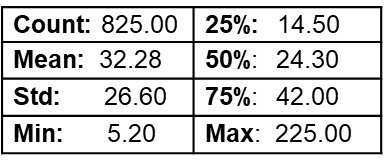 Count: 825.00 25%: 14.50
Mean: 32.28 50%: 24.30
Std: 26.60 75%: 42.00
Min: 5.20 Max: 225.00